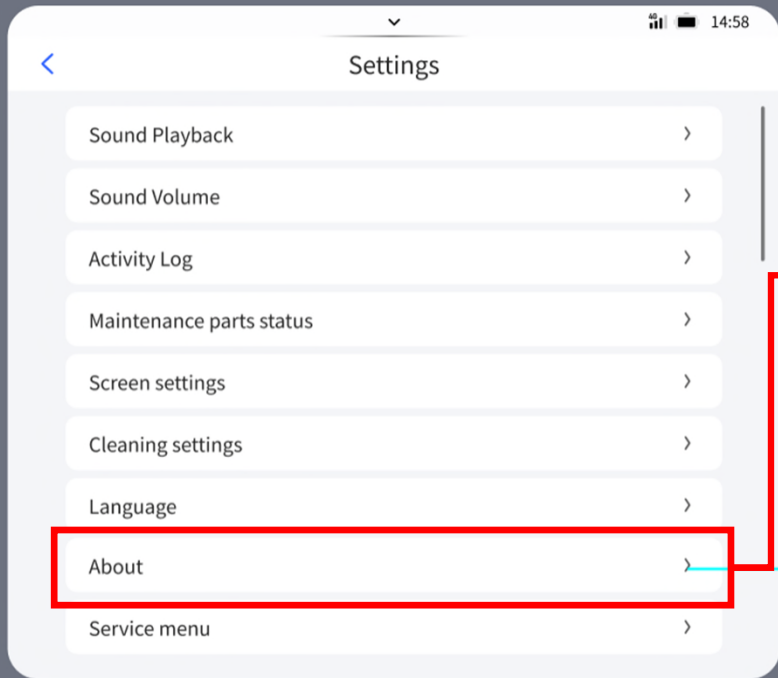 4G 14:58
Settings
Sound Playback
Sound Volume
Activity Log
Maintenance parts status
Screen settings
Cleaning settings
Language
About
Service menu